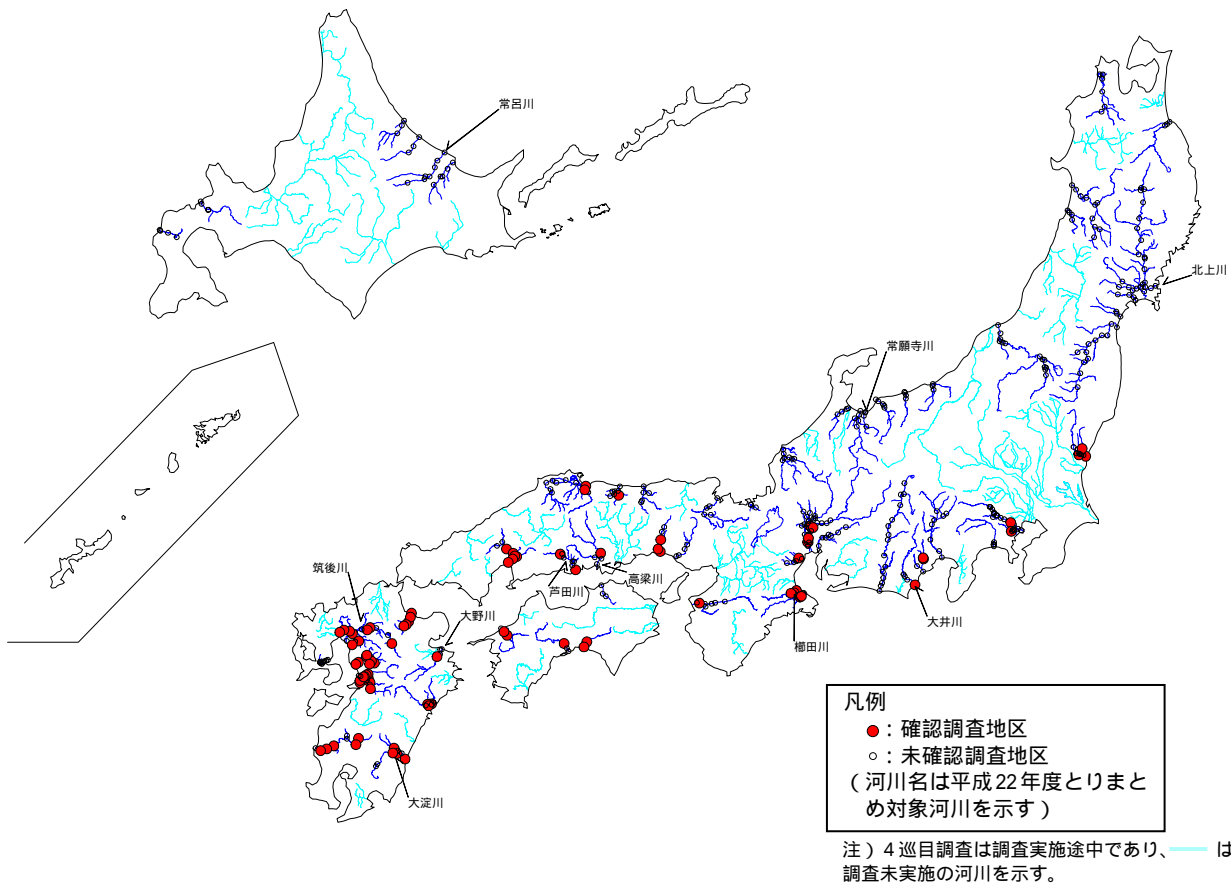 常呂川
北上川
常願寺川
筑後川
大野川
芦田川
高梁川
大井川
櫛田川
大淀川
凡例
●：確認調査地区
○：未確認調査地区
(河川名は平成22年度とりまと
め対象河川を示す)
注）４巡目調査は調査実施途中であり、 は
調査未実施の河川を示す。